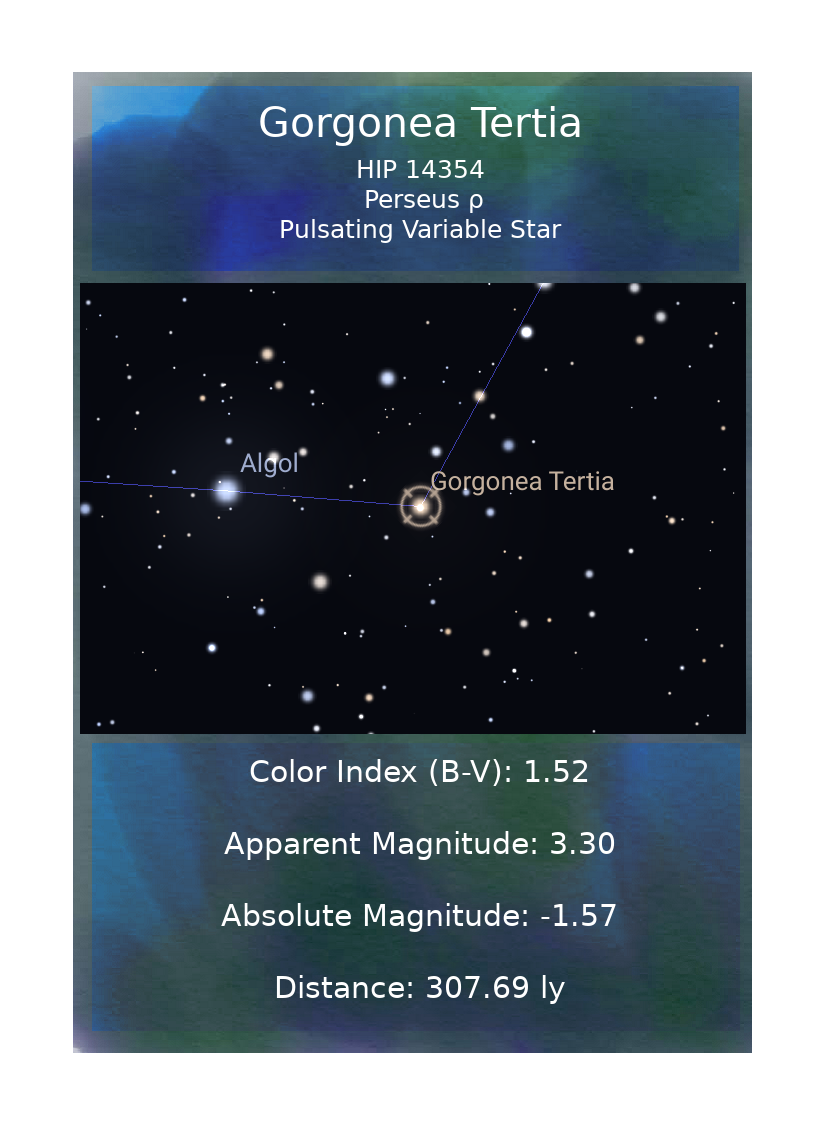 Gorgonea Tertia
HIP 14354
Perseus ρ
Pulsating Variable Star
Algol
Gorgonea Tertia
Color Index (B-V): 1.52
Apparent Magnitude: 3.30
Absolute Magnitude: -1.57
Distance: 307.69 ly